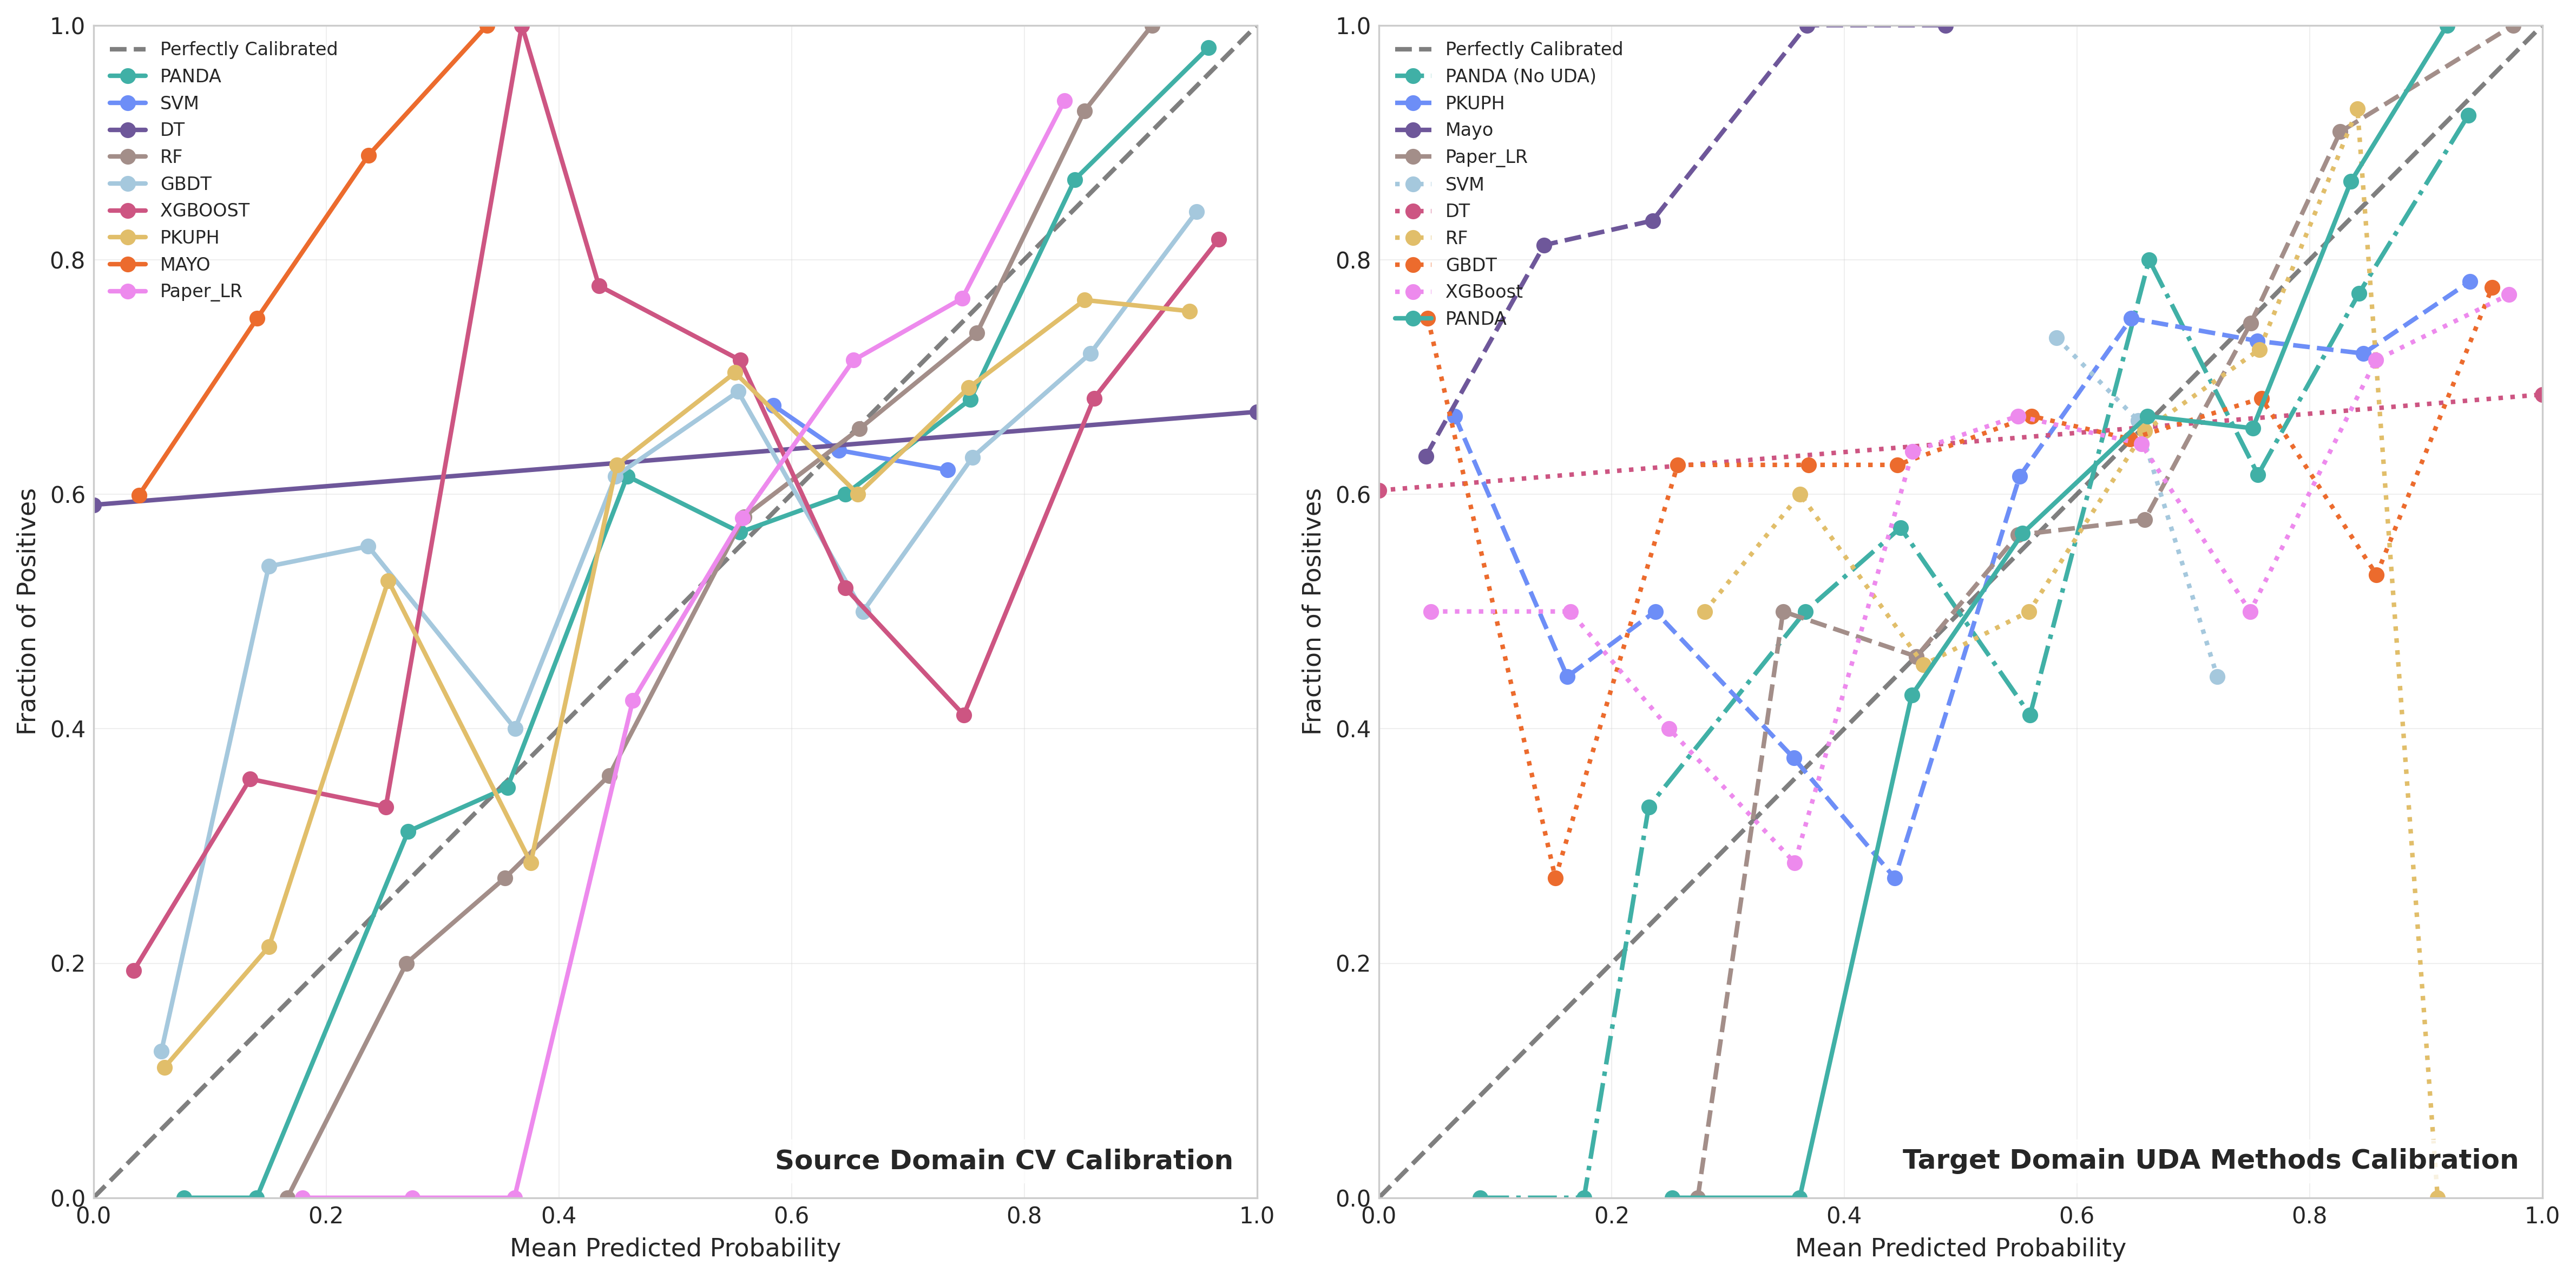 Perfectly Calibrated
PANDA
SVM
DT
RF
GBDT
XGBOOST
PKUPH
MAYO
Paper_LR
Source Domain CV Calibration
1.0
0.8
0.6
0.4
0.2
0.0
0.0 0.2 0.4 0.6 0.8 1.0
Fraction of Positives
Mean Predicted Probability
Perfectly Calibrated
PANDA (No UDA)
PKUPH
Mayo
Paper_LR
SVM
DT
RF
GBDT
XGBoost
PANDA
Target Domain UDA Methods Calibration
1.0
0.8
0.6
0.4
0.2
0.0
0.0 0.2 0.4 0.6 0.8 1.0
Fraction of Positives
Mean Predicted Probability